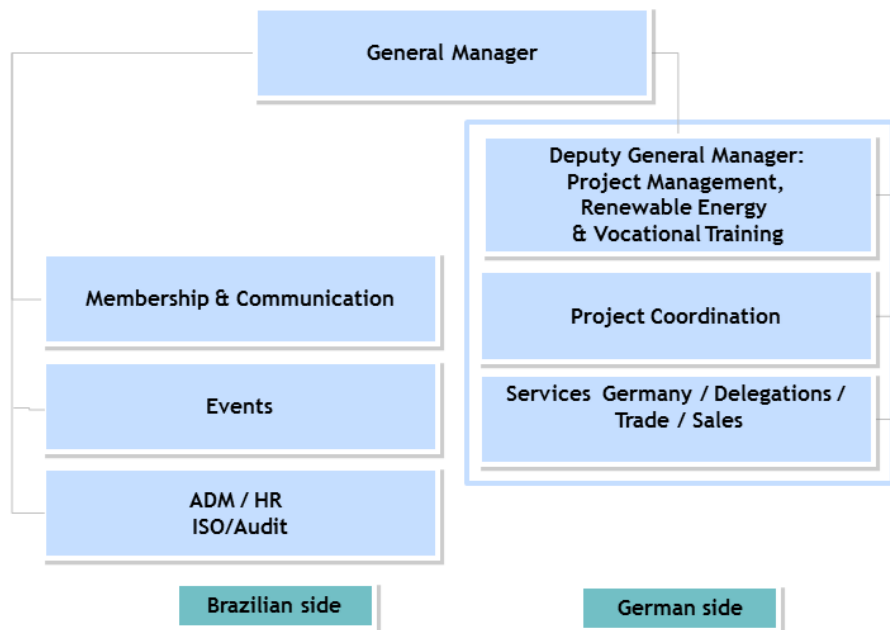 General Manager
Deputy General Manager:
Project Management,
Renewable Energy
& Vocational Training
Membership & Communication
Project Coordination
Events
Services Germany / Delegations /
Trade / Sales
ADM / HR
ISO/Audit
Brazilian side
German side